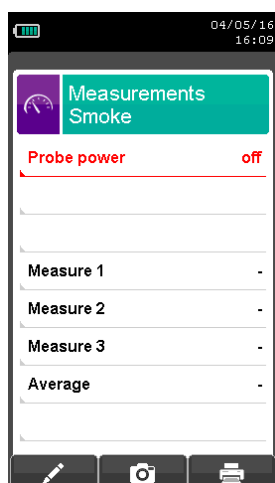 04/05/16
16:09
Measurements
Smoke
Probe power off
Measure 1 -
Measure 2 -
Measure 3 -
Average -